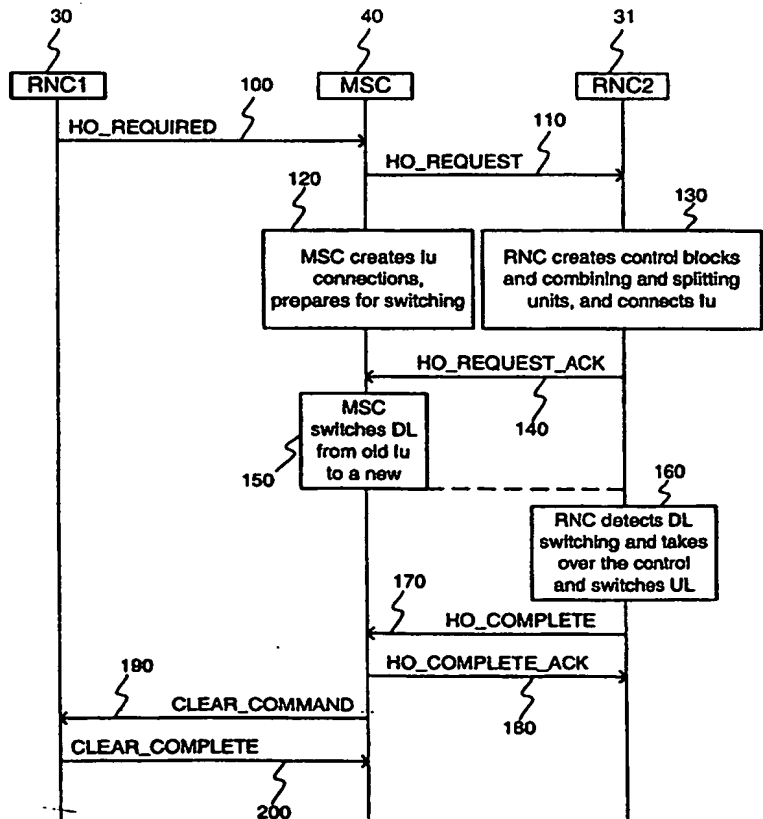 30
40
31
RNC1
MSC
RNC2
100
HO_REQUIRED
110
HO_REQUEST
120
130
MSC creates Iu
connections,
prepares for switching
RNC creates control blocks
and combining and splitting
units, and connects Iu
HO_REQUEST_ACK
140
MSC
switches DL
from old Iu
to a new
150
160
RNC detects DL
switching and takes
over the control
and switches UL
170
HO_COMPLETE
HO_COMPLETE_ACK
180
190
CLEAR_COMMAND
CLEAR_COMPLETE
200